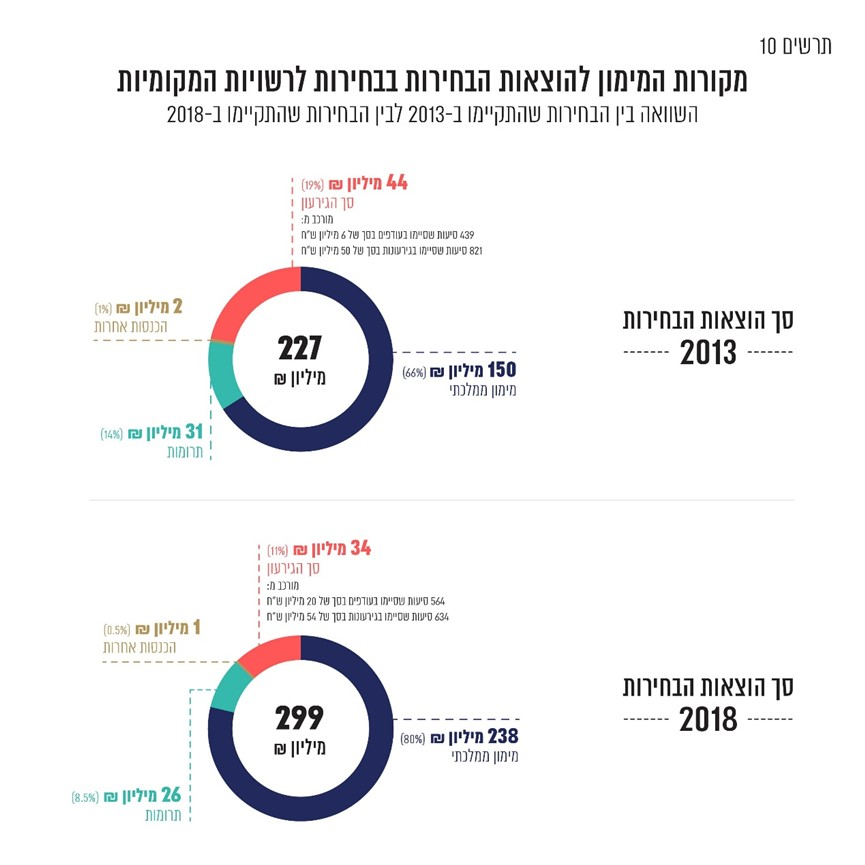 תרשים 10
מקורות המימון להוצאות הבחירות בבחירות לרשויות המקומיות
השוואה בין הבחירות שהתקיימו ב-2013 לבין הבחירות שהתקיימו ב-2018
סך הוצאות הבחירות
2013
44 מיליון ₪ (19%)
סך הגירעון
מורכב מ:
439 סיעות שסיימו בעודפים בסך של 6 מיליון ש"ח
821 סיעות שסיימו בגירעונות בסך של 50 מיליון ש"ח
2 מיליון ₪ (1%)
הכנסות אחרות
227
מיליון ₪
150 מיליון ₪ (66%)
מימון ממלכתי
31 מיליון ₪ (14%)
תרומות
סך הוצאות הבחירות
2018
34 מיליון ₪ (11%)
סך הגירעון
מורכב מ:
564 סיעות שסיימו בעודפים בסך של 20 מיליון ש"ח
634 סיעות שסיימו בגירעונות בסך של 54 מיליון ש"ח
1 מיליון ₪ (0.5%)
הכנסות אחרות
299
מיליון ₪
238 מיליון ₪ (80%)
מימון ממלכתי
26 מיליון ₪ (8.5%)
תרומות